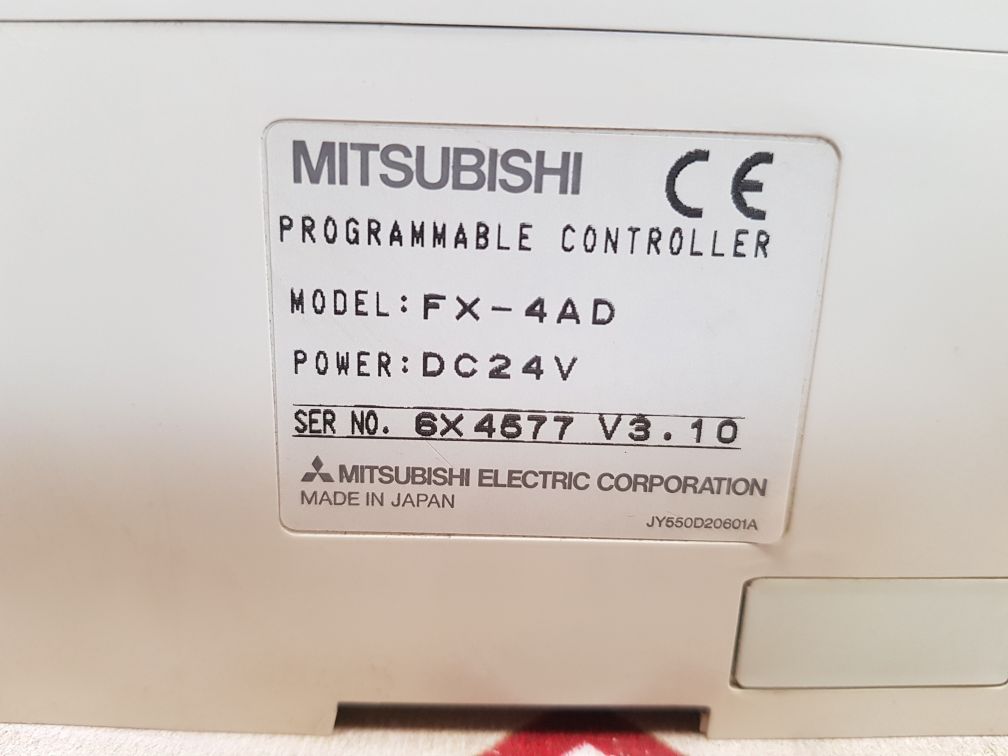 MITSUBISHI CE
PROGRAMMABLE CONTROLLER
MODEL: FX-4AD
POWER: DC24V
SER NO. 6X4577 V3.10
MITSUBISHI ELECTRIC CORPORATION
MADE IN JAPAN
JY550D20601A